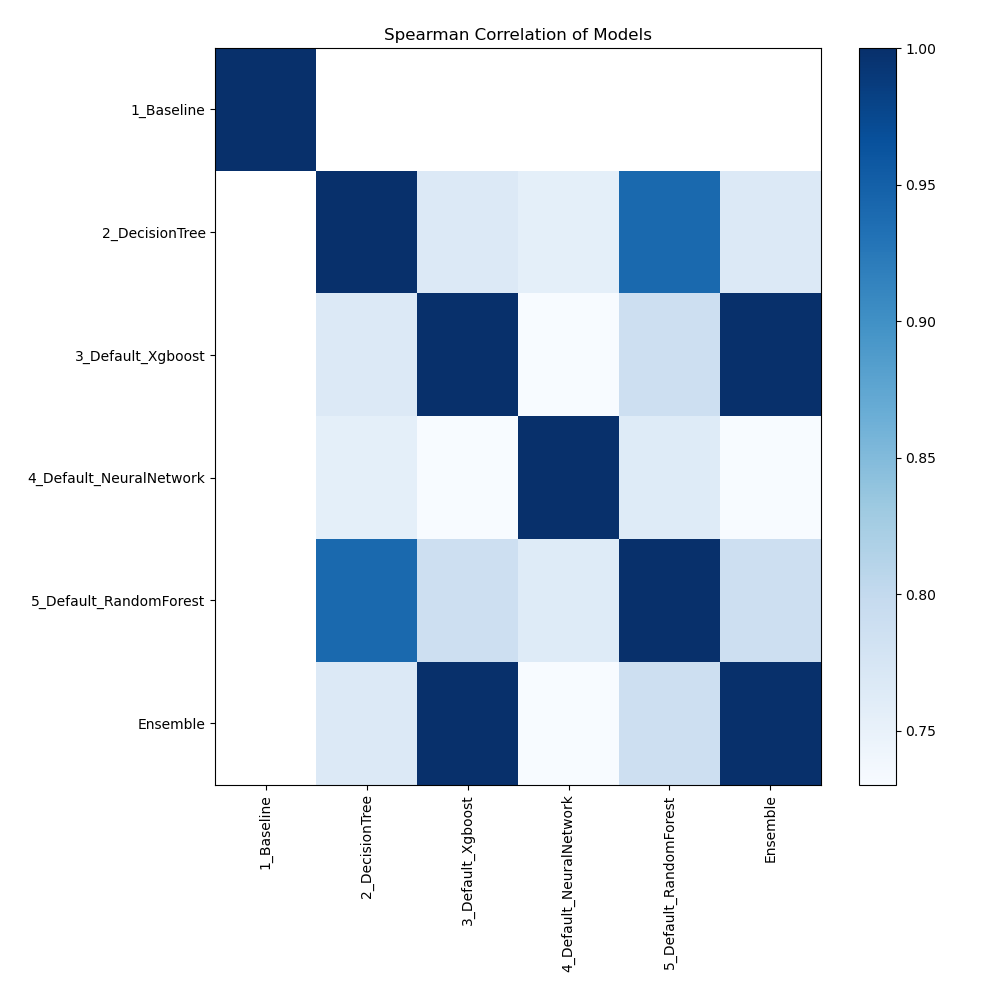 Spearman Correlation of Models
1_Baseline
2_DecisionTree
3_Default_Xgboost
4_Default_NeuralNetwork
5_Default_RandomForest
Ensemble
1_Baseline
2_DecisionTree
3_Default_Xgboost
4_Default_NeuralNetwork
5_Default_RandomForest
Ensemble
1.00
0.95
0.90
0.85
0.80
0.75